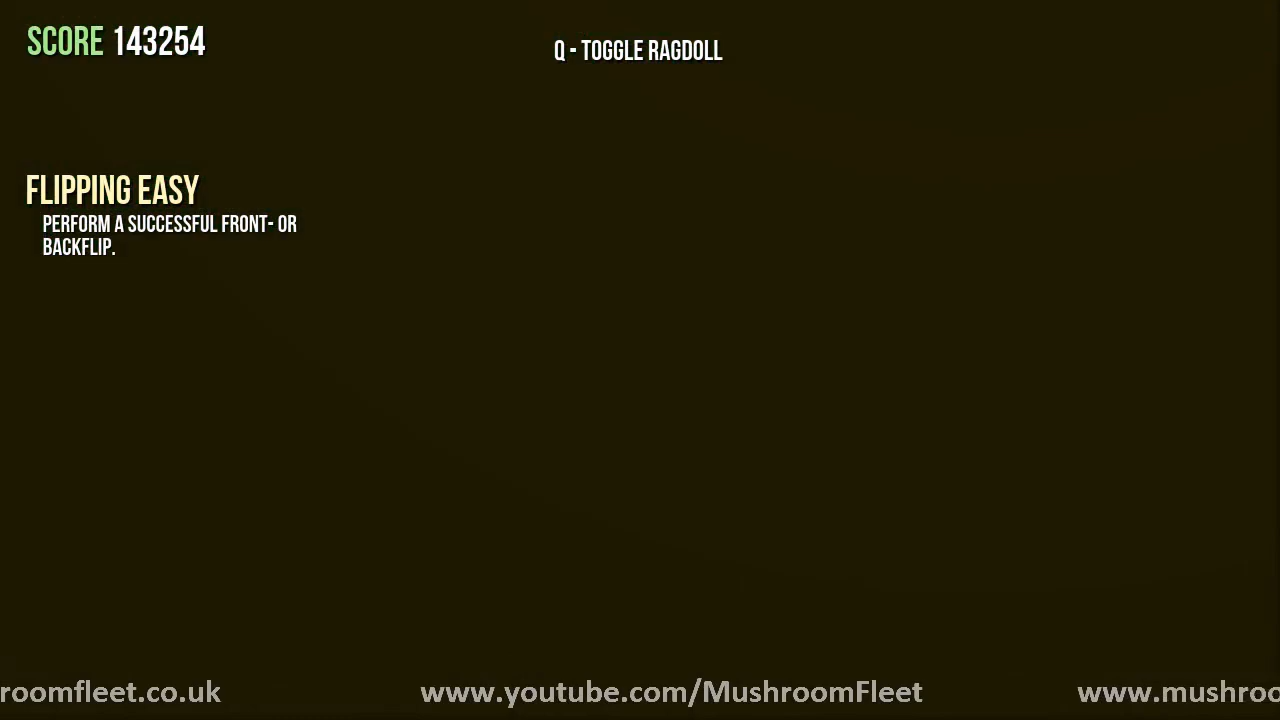 SCORE 143254
Q - TOGGLE RAGDOLL
FLIPPING EASY
PERFORM A SUCCESSFUL FRONT- OR
BACKFLIP.
roomfleet.co.uk www.youtube.com/MushroomFleet www.mushroo